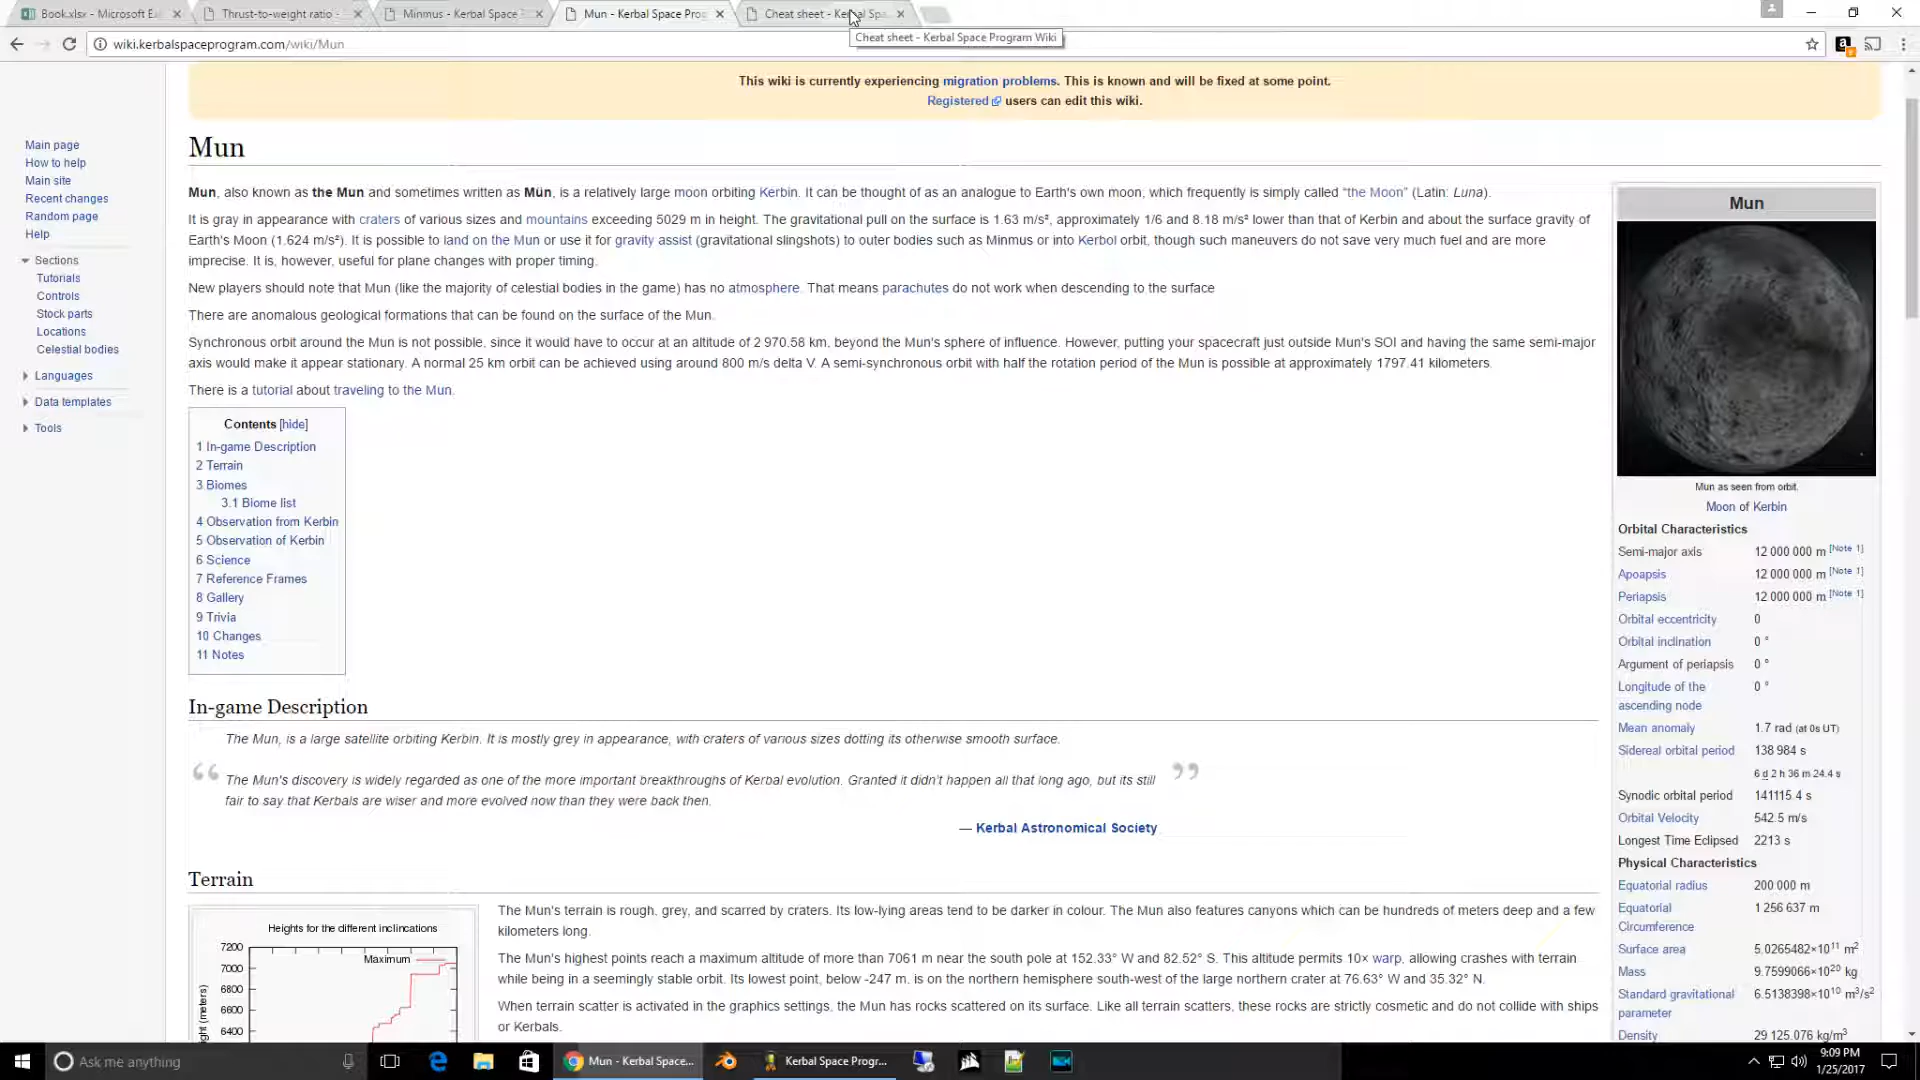 Book.xlsx - Microsoft Ex
Thrust-to-weight ratio -
Minmus - Kerbal Space
Mun - Kerbal Space Pro
Cheat sheet - Kerbal Spa
wiki.kerbalspaceprogram.com/wiki/Mun
Cheat sheet - Kerbal Space Program Wiki
This wiki is currently experiencing migration problems. This is known and will be fixed at some point.
Registered users can edit this wiki.
Main page
How to help
Main site
Recent changes
Random page
Help
Sections
Tutorials
Controls
Stock parts
Locations
Celestial bodies
Languages
Data templates
Tools
Mun
Mun, also known as the Mun and sometimes written as Mün, is a relatively large moon orbiting Kerbin. It can be thought of as an analogue to Earth's own moon, which frequently is simply called "the Moon" (Latin: Luna).
It is gray in appearance with craters of various sizes and mountains exceeding 5029 m in height. The gravitational pull on the surface is 1.63 m/s², approximately 1/6 and 8.18 m/s² lower than that of Kerbin and about the surface gravity of
Earth's Moon (1.624 m/s²). It is possible to land on the Mun or use it for gravity assist (gravitational slingshots) to outer bodies such as Minmus or into Kerbol orbit, though such maneuvers do not save very much fuel and are more
imprecise. It is, however, useful for plane changes with proper timing.
New players should note that Mun (like the majority of celestial bodies in the game) has no atmosphere. That means parachutes do not work when descending to the surface
There are anomalous geological formations that can be found on the surface of the Mun.
Synchronous orbit around the Mun is not possible, since it would have to occur at an altitude of 2 970.58 km, beyond the Mun's sphere of influence. However, putting your spacecraft just outside Mun's SOI and having the same semi-major
axis would make it appear stationary. A normal 25 km orbit can be achieved using around 800 m/s delta V. A semi-synchronous orbit with half the rotation period of the Mun is possible at approximately 1797.41 kilometers.
There is a tutorial about traveling to the Mun.
Contents [hide]
1 In-game Description
2 Terrain
3 Biomes
3.1 Biome list
4 Observation from Kerbin
5 Observation of Kerbin
6 Science
7 Reference Frames
8 Gallery
9 Trivia
10 Changes
11 Notes
In-game Description
The Mun, is a large satellite orbiting Kerbin. It is mostly grey in appearance, with craters of various sizes dotting its otherwise smooth surface.
“ The Mun's discovery is widely regarded as one of the more important breakthroughs of Kerbal evolution. Granted it didn't happen all that long ago, but its still ”
fair to say that Kerbals are wiser and more evolved now than they were back then.
— Kerbal Astronomical Society
Terrain
Heights for the different inclincations
7200
Maximum
7000
6800
6600
6400
ght (meters)
The Mun's terrain is rough, grey, and scarred by craters. Its low-lying areas tend to be darker in colour. The Mun also features canyons which can be hundreds of meters deep and a few
kilometers long.
The Mun's highest points reach a maximum altitude of more than 7061 m near the south pole at 152.33° W and 82.52° S. This altitude permits 10× warp, allowing crashes with terrain
while being in a seemingly stable orbit. Its lowest point, below -247 m, is on the northern hemisphere south-west of the large northern crater at 76.63° W and 35.32° N.
When terrain scatter is activated in the graphics settings, the Mun has rocks scattered on its surface. Like all terrain scatters, these rocks are strictly cosmetic and do not collide with ships
or Kerbals.
Mun
Mun as seen from orbit.
Moon of Kerbin
Orbital Characteristics
Semi-major axis 12 000 000 m [Note 1]
Apoapsis 12 000 000 m [Note 1]
Periapsis 12 000 000 m [Note 1]
Orbital eccentricity 0
Orbital inclination 0 °
Argument of periapsis 0 °
Longitude of the 0 °
ascending node
Mean anomaly 1.7 rad (at 0s UT)
Sidereal orbital period 138 984 s
6 d 2 h 36 m 24.4 s
Synodic orbital period 141115.4 s
Orbital Velocity 542.5 m/s
Longest Time Eclipsed 2213 s
Physical Characteristics
Equatorial radius 200 000 m
Equatorial 1 256 637 m
Circumference
Surface area 5.0265482×10¹¹ m²
Mass 9.7599066×10²⁰ kg
Standard gravitational 6.5138398×10¹⁰ m³/s²
parameter
Density 29 125.076 kg/m³
Ask me anything
Mun - Kerbal Space...
Kerbal Space Progr...
9:09 PM
1/25/2017